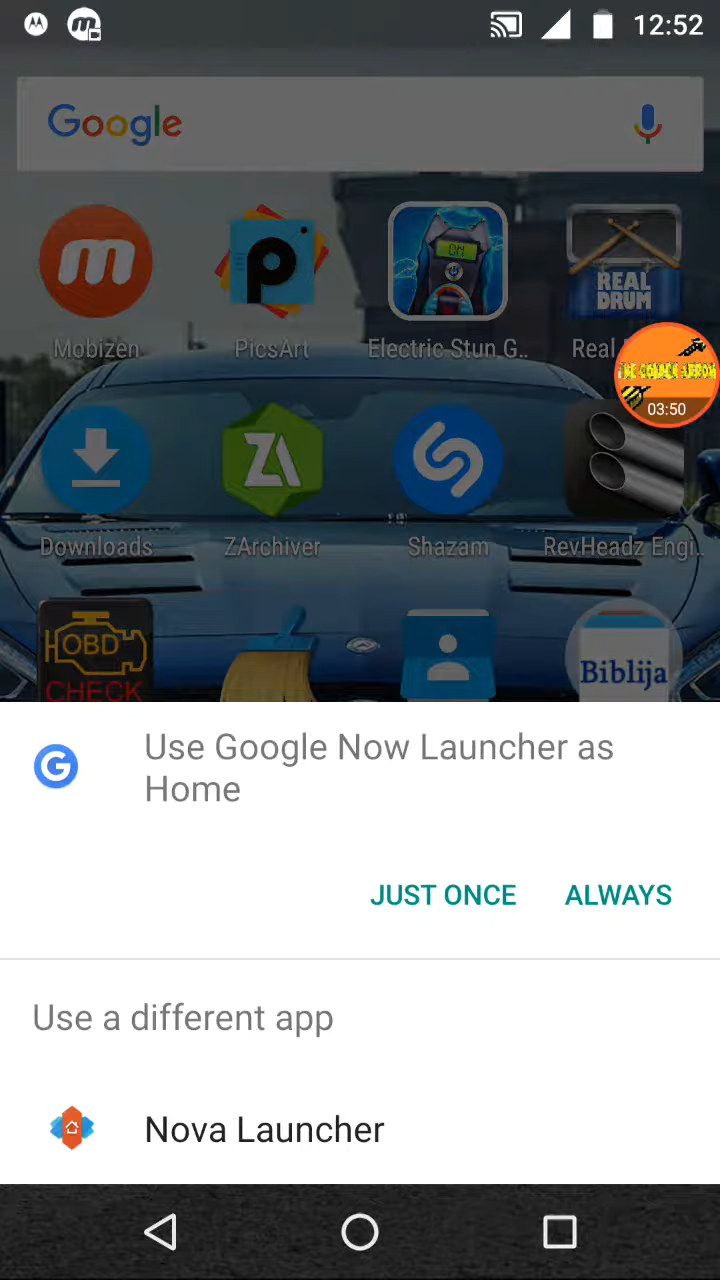 12:52
Google
Mobizen
PicsArt
Electric Stun G..
Real
REAL
DRUM
03:50
Downloads
ZArchiver
Shazam
RevHeadz Engi..
OBD
CHECK
Biblija
Use Google Now Launcher as
Home
JUST ONCE
ALWAYS
Use a different app
Nova Launcher